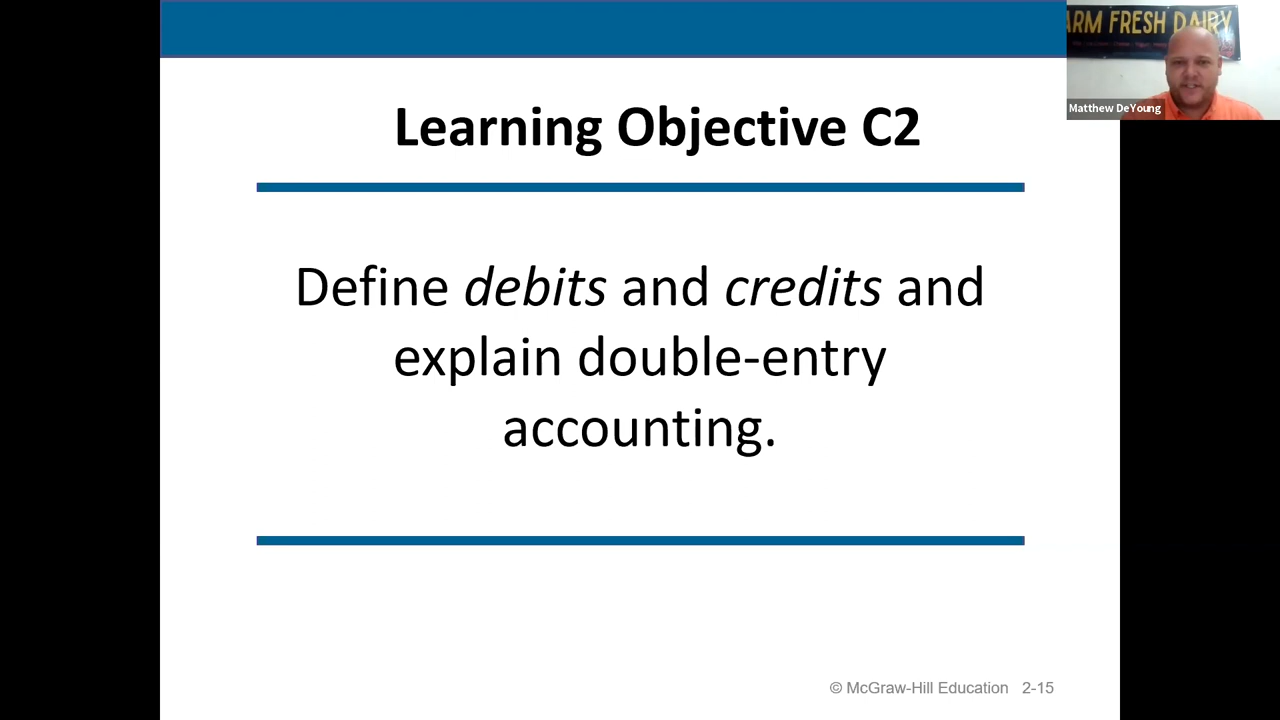 ARM FRESH DAIRY
Matthew DeYoung
Learning Objective C2
Define debits and credits and
explain double-entry
accounting.
© McGraw-Hill Education 2-15